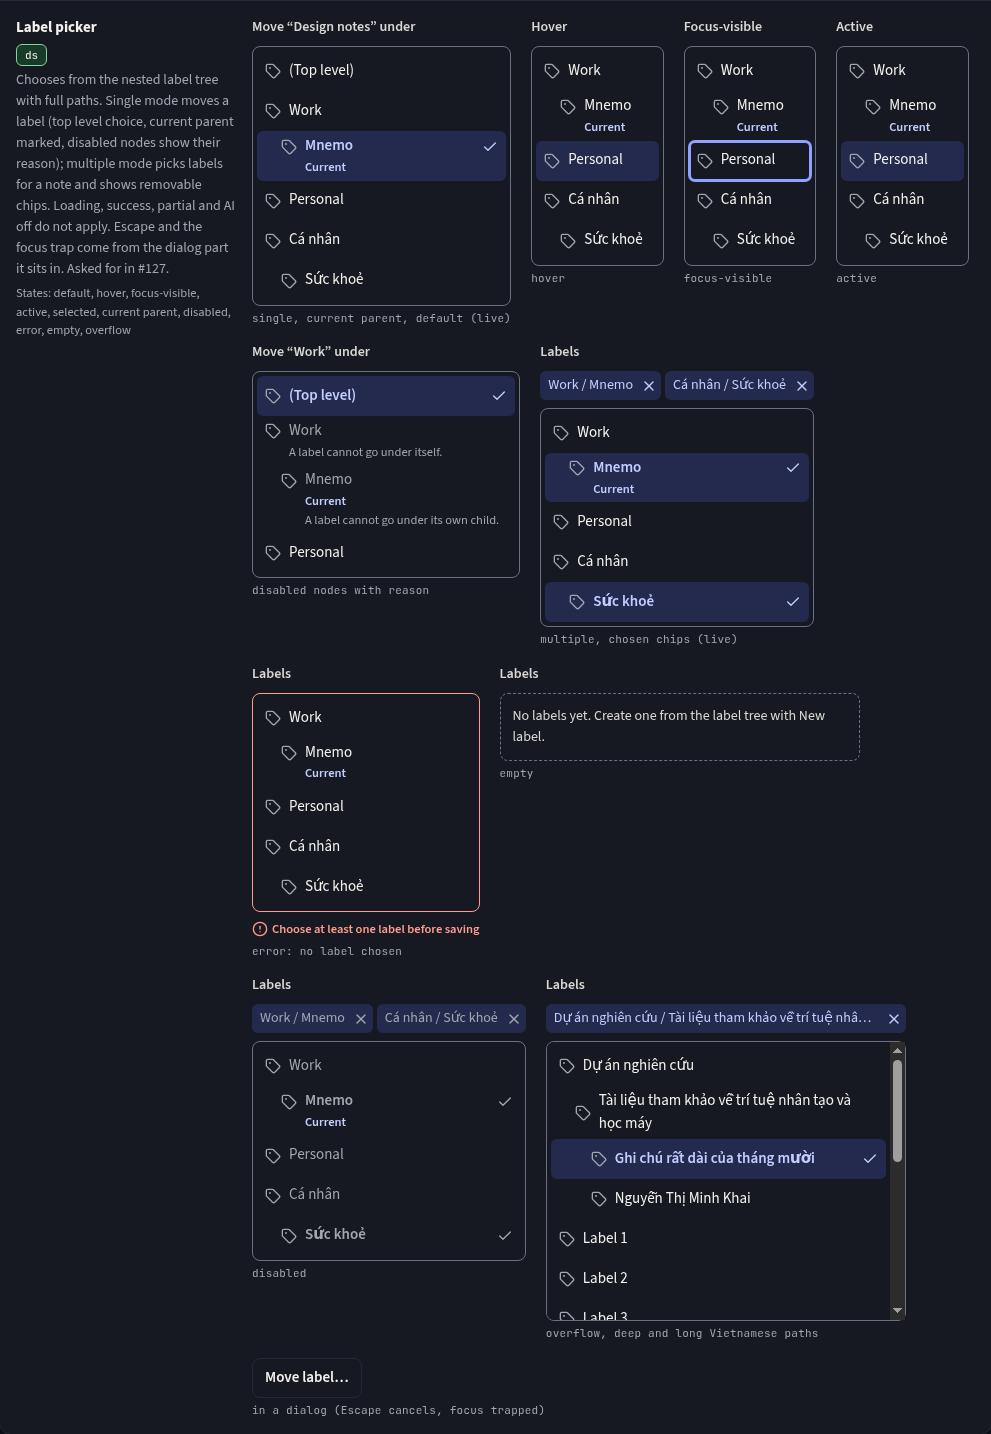 Label picker
ds
Chooses from the nested label tree
with full paths. Single mode moves a
label (top level choice, current parent
marked, disabled nodes show their
reason); multiple mode picks labels
for a note and shows removable
chips. Loading, success, partial and AI
off do not apply. Escape and the
focus trap come from the dialog part
it sits in. Asked for in #127.
States: default, hover, focus-visible,
active, selected, current parent, disabled,
error, empty, overflow
Move “Design notes” under
(Top level)
Work
Mnemo
Current
Personal
Cá nhân
Sức khoẻ
single, current parent, default (live)
Hover
Work
Mnemo
Current
Personal
Cá nhân
Sức khoẻ
hover
Focus-visible
Work
Mnemo
Current
Personal
Cá nhân
Sức khoẻ
focus-visible
Active
Work
Mnemo
Current
Personal
Cá nhân
Sức khoẻ
active
Move “Work” under
(Top level)
Work
A label cannot go under itself.
Mnemo
Current
A label cannot go under its own child.
Personal
disabled nodes with reason
Labels
Work / Mnemo
Cá nhân / Sức khoẻ
Work
Mnemo
Current
Personal
Cá nhân
Sức khoẻ
multiple, chosen chips (live)
Labels
Work
Mnemo
Current
Personal
Cá nhân
Sức khoẻ
Choose at least one label before saving
error: no label chosen
Labels
No labels yet. Create one from the label tree with New
label.
empty
Labels
Work / Mnemo
Cá nhân / Sức khoẻ
Work
Mnemo
Current
Personal
Cá nhân
Sức khoẻ
disabled
Labels
Dự án nghiên cứu / Tài liệu tham khảo về trí tuệ nhâ…
Dự án nghiên cứu
Tài liệu tham khảo về trí tuệ nhân tạo và
học máy
Ghi chú rất dài của tháng mười
Nguyễn Thị Minh Khai
Label 1
Label 2
Label 3
overflow, deep and long Vietnamese paths
Move label…
in a dialog (Escape cancels, focus trapped)